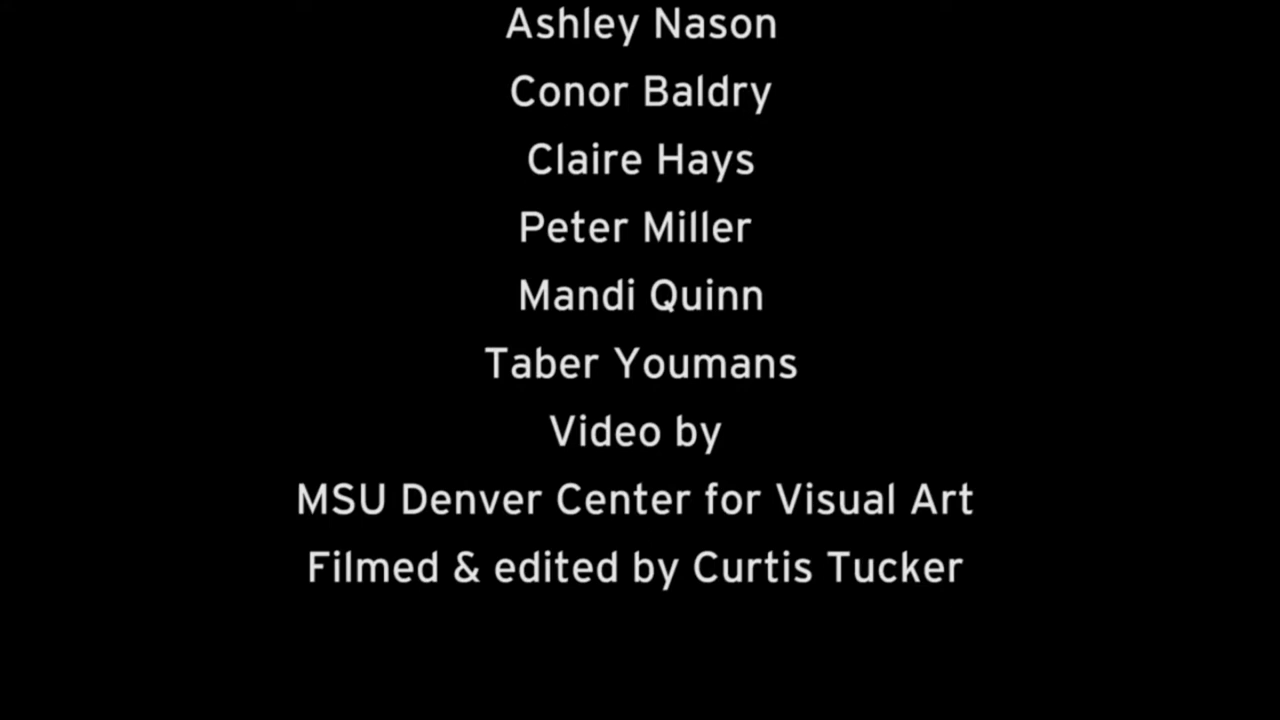 Ashley Nason
Conor Baldry
Claire Hays
Peter Miller
Mandi Quinn
Taber Youmans
Video by
MSU Denver Center for Visual Art
Filmed & edited by Curtis Tucker